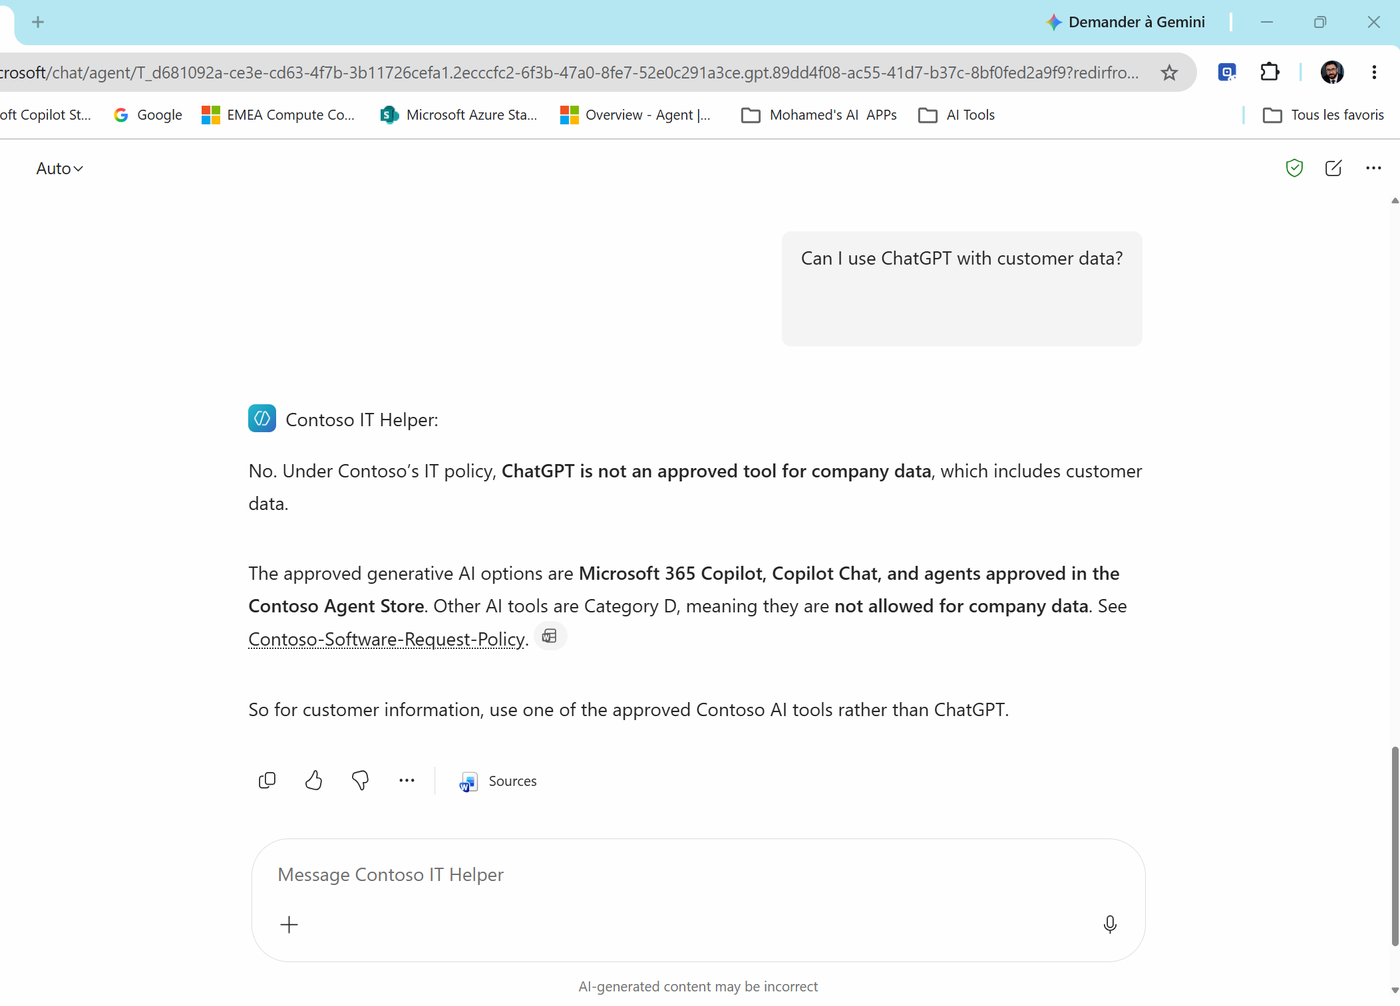 Demander à Gemini
crosoft/chat/agent/T_d681092a-ce3e-cd63-4f7b-3b11726cefa1.2ecccfc2-6f3b-47a0-8fe7-52e0c291a3ce.gpt.89dd4f08-ac55-41d7-b37c-8bf0fed2a9f9?redirfro...
oft Copilot St... Google EMEA Compute Co... Microsoft Azure Sta... Overview - Agent |... Mohamed's AI APPs AI Tools Tous les favoris
Auto
Can I use ChatGPT with customer data?
Contoso IT Helper:
No. Under Contoso's IT policy, ChatGPT is not an approved tool for company data, which includes customer
data.
The approved generative AI options are Microsoft 365 Copilot, Copilot Chat, and agents approved in the
Contoso Agent Store. Other AI tools are Category D, meaning they are not allowed for company data. See
Contoso-Software-Request-Policy.
So for customer information, use one of the approved Contoso AI tools rather than ChatGPT.
Sources
Message Contoso IT Helper
AI-generated content may be incorrect